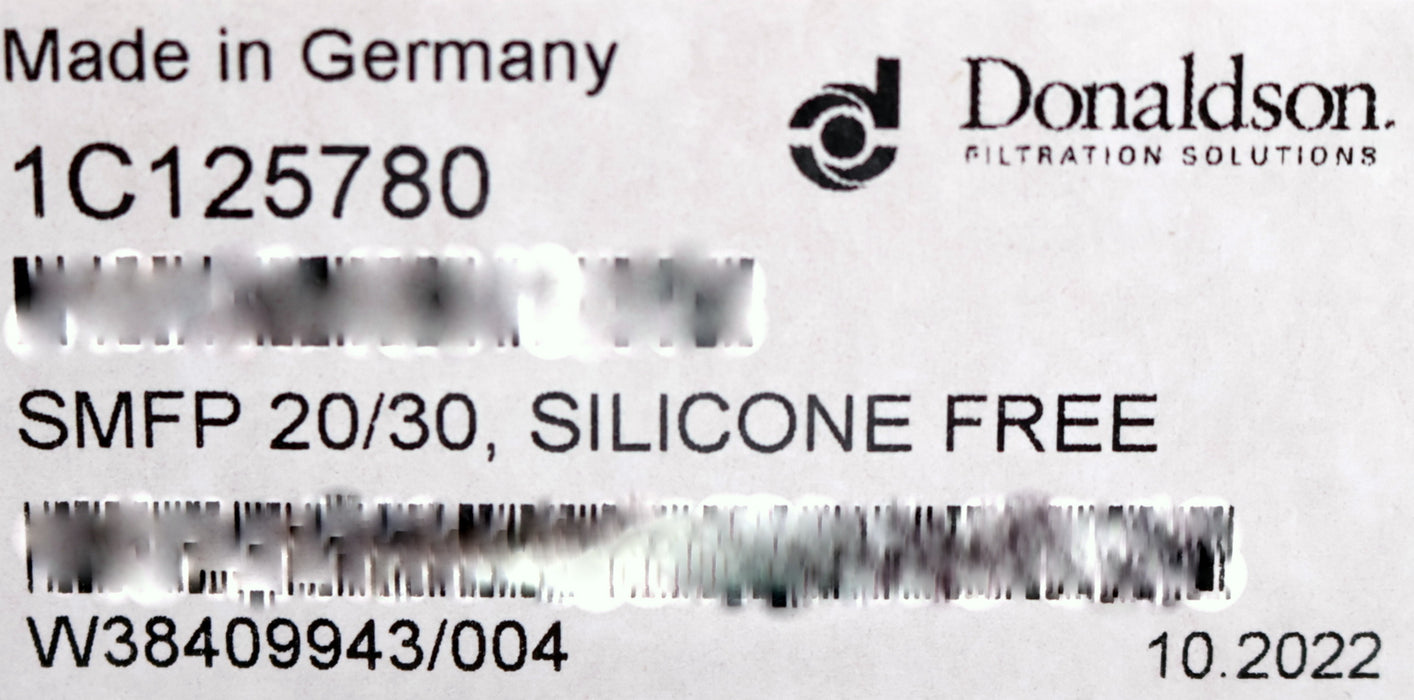 Made in Germany
Donaldson.
FILTRATION SOLUTIONS
1C125780
SMFP 20/30, SILICONE FREE
W38409943/004
10.2022